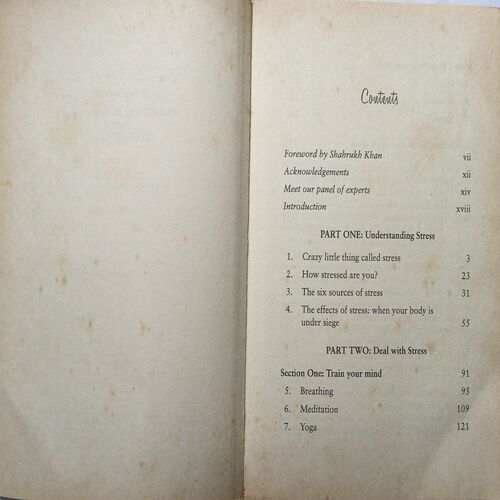 Contents
Foreword by Shahrukh Khan vii
Acknowledgements xii
Meet our panel of experts xiv
Introduction xviii
PART ONE: Understanding Stress
1. Crazy little thing called stress 3
2. How stressed are you? 23
3. The six sources of stress 31
4. The effects of stress: when your body is
under siege 55
PART TWO: Deal with Stress
Section One: Train your mind 91
5. Breathing 95
6. Meditation 109
7. Yoga 121